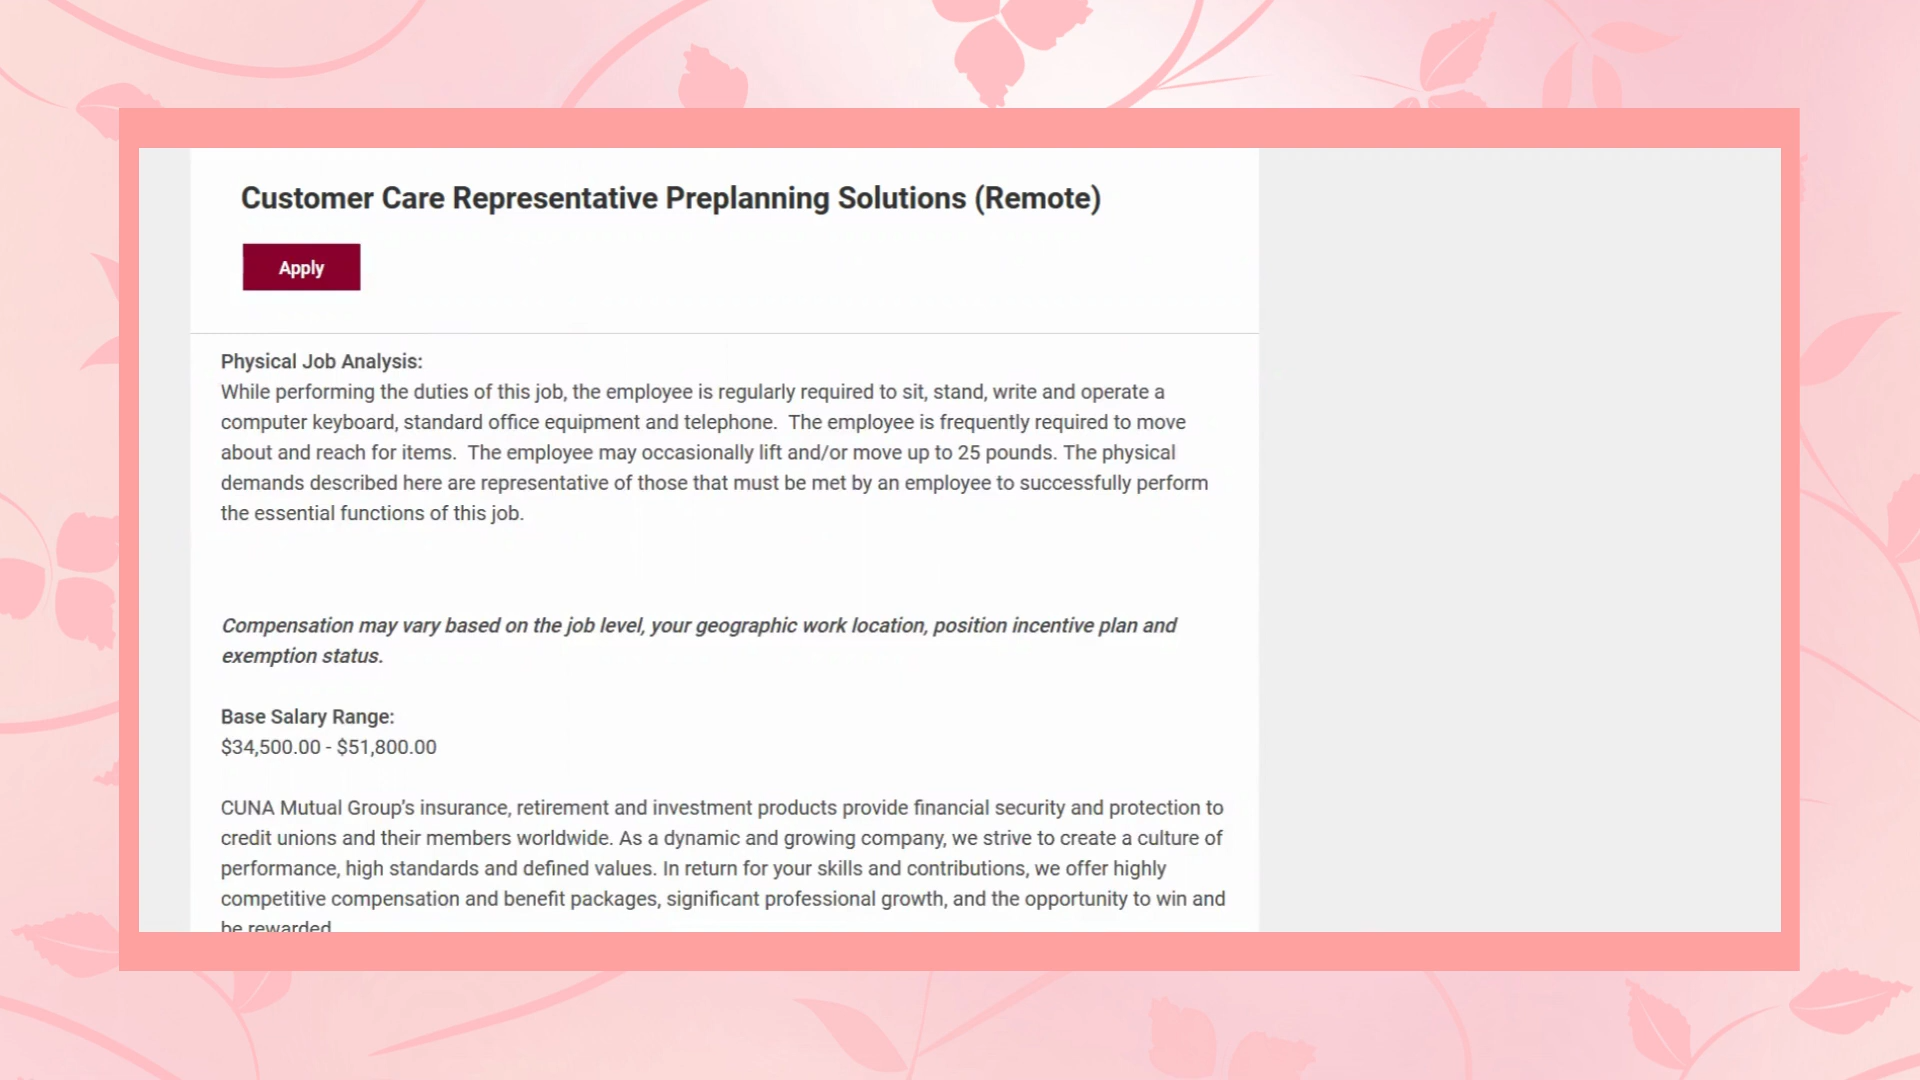 Customer Care Representative Preplanning Solutions (Remote)
Apply
Physical Job Analysis:
While performing the duties of this job, the employee is regularly required to sit, stand, write and operate a
computer keyboard, standard office equipment and telephone.  The employee is frequently required to move
about and reach for items.  The employee may occasionally lift and/or move up to 25 pounds. The physical
demands described here are representative of those that must be met by an employee to successfully perform
the essential functions of this job.
Compensation may vary based on the job level, your geographic work location, position incentive plan and
exemption status.
Base Salary Range:
$34,500.00 - $51,800.00
CUNA Mutual Group’s insurance, retirement and investment products provide financial security and protection to
credit unions and their members worldwide. As a dynamic and growing company, we strive to create a culture of
performance, high standards and defined values. In return for your skills and contributions, we offer highly
competitive compensation and benefit packages, significant professional growth, and the opportunity to win and
be rewarded